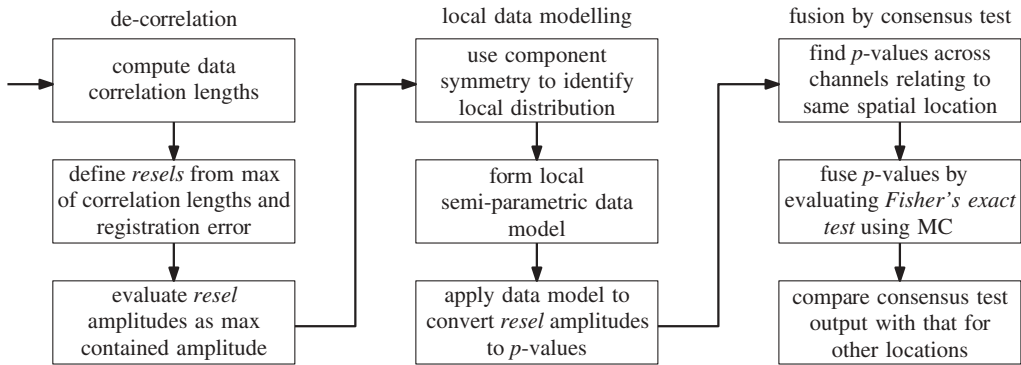 de-correlation
compute data
correlation lengths
define resels from max
of correlation lengths and
registration error
evaluate resel
amplitudes as max
contained amplitude
local data modelling
use component
symmetry to identify
local distribution
form local
semi-parametric data
model
apply data model to
convert resel amplitudes
to p-values
fusion by consensus test
find p-values across
channels relating to
same spatial location
fuse p-values by
evaluating Fisher's exact
test using MC
compare consensus test
output with that for
other locations